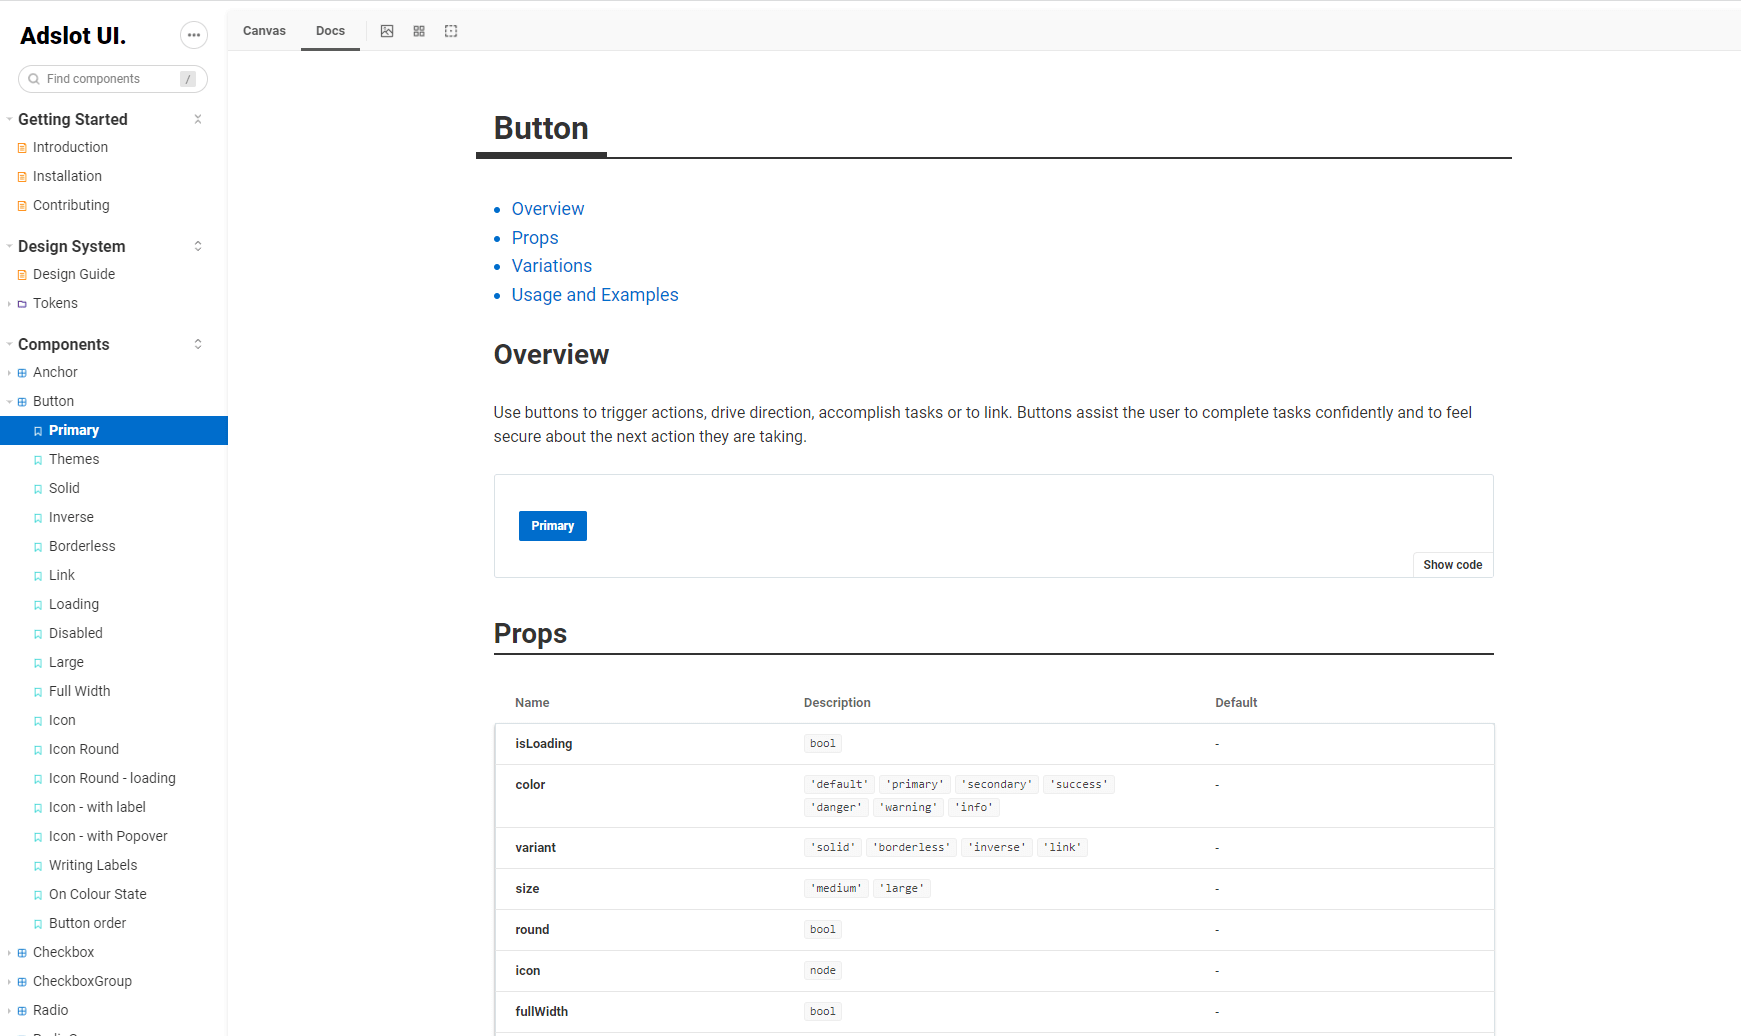 Adslot UI.
Find components
/
Getting Started
Introduction
Installation
Contributing
Design System
Design Guide
Tokens
Components
Anchor
Button
Primary
Themes
Solid
Inverse
Borderless
Link
Loading
Disabled
Large
Full Width
Icon
Icon Round
Icon Round - loading
Icon - with label
Icon - with Popover
Writing Labels
On Colour State
Button order
Checkbox
CheckboxGroup
Radio
Canvas Docs
Button
Overview
Props
Variations
Usage and Examples
Overview
Use buttons to trigger actions, drive direction, accomplish tasks or to link. Buttons assist the user to complete tasks confidently and to feel
secure about the next action they are taking.
Primary
Show code
Props
Name Description Default
isLoading bool -
color 'default' 'primary' 'secondary' 'success' -
'danger' 'warning' 'info'
variant 'solid' 'borderless' 'inverse' 'link' -
size 'medium' 'large' -
round bool -
icon node -
fullWidth bool -